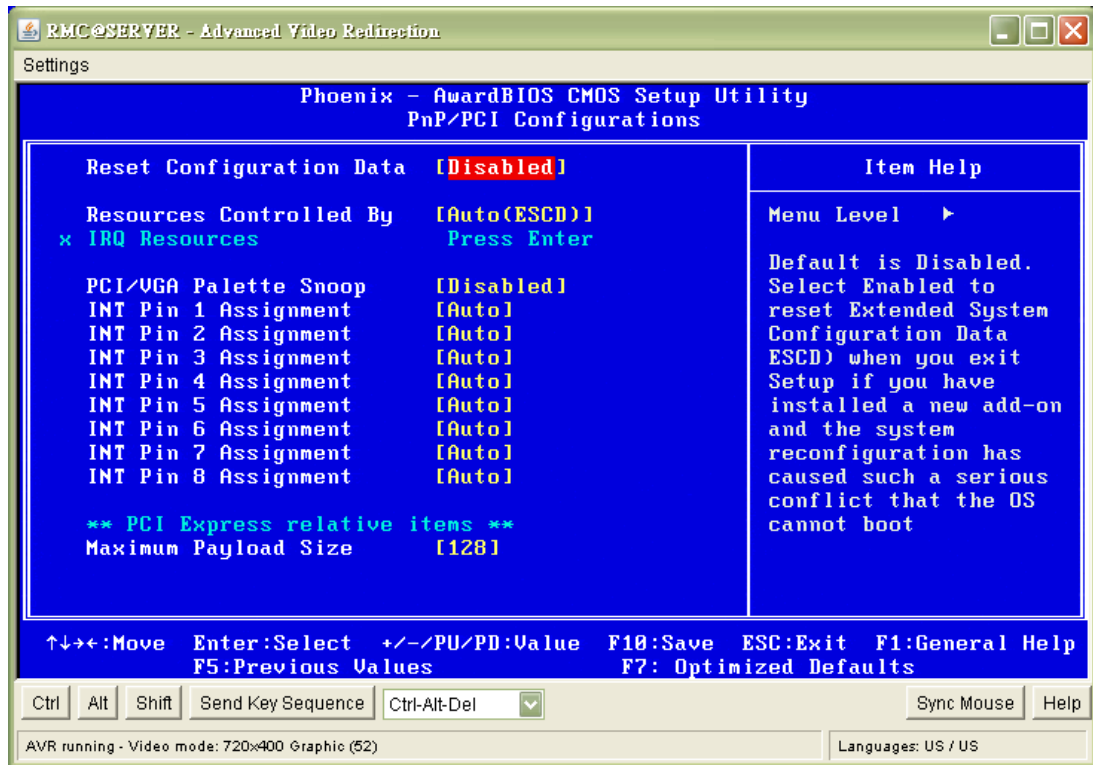 RMC@SERVER - Advanced Video Redirection
Settings
Phoenix - AwardBIOS CMOS Setup Utility
PnP/PCI Configurations
Reset Configuration Data [Disabled]
Resources Controlled By [Auto(ESCD)]
x IRQ Resources Press Enter
PCI/VGA Palette Snoop [Disabled]
INT Pin 1 Assignment [Auto]
INT Pin 2 Assignment [Auto]
INT Pin 3 Assignment [Auto]
INT Pin 4 Assignment [Auto]
INT Pin 5 Assignment [Auto]
INT Pin 6 Assignment [Auto]
INT Pin 7 Assignment [Auto]
INT Pin 8 Assignment [Auto]
** PCI Express relative items **
Maximum Payload Size [128]
Item Help
Menu Level ▶
Default is Disabled.
Select Enabled to
reset Extended System
Configuration Data
ESCD) when you exit
Setup if you have
installed a new add-on
and the system
reconfiguration has
caused such a serious
conflict that the OS
cannot boot
↑↓→←:Move Enter:Select +/-/PU/PD:Value F10:Save ESC:Exit F1:General Help
F5:Previous Values F7: Optimized Defaults
Ctrl Alt Shift Send Key Sequence Ctrl-Alt-Del Sync Mouse Help
AVR running - Video mode: 720x400 Graphic (52) Languages: US / US